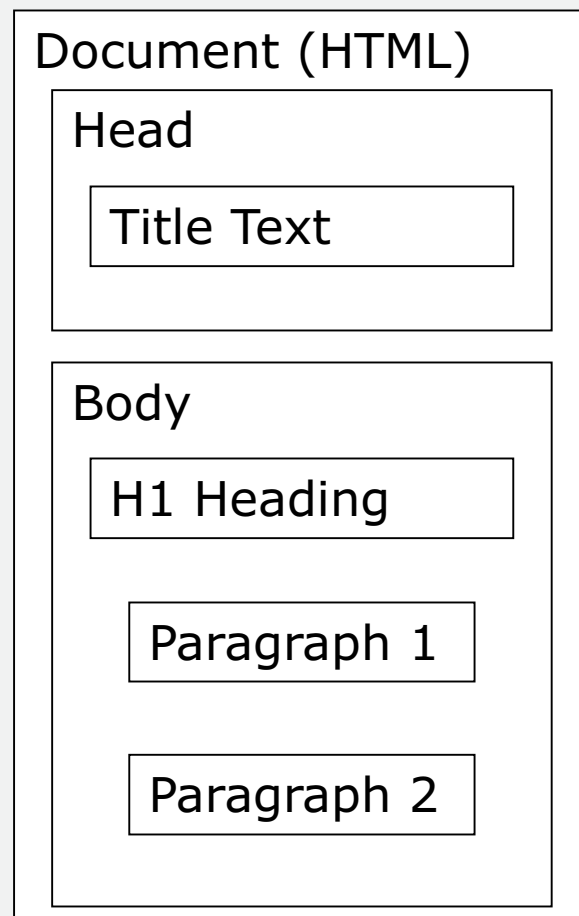 Document (HTML)
Head
Title Text
Body
H1 Heading
Paragraph 1
Paragraph 2